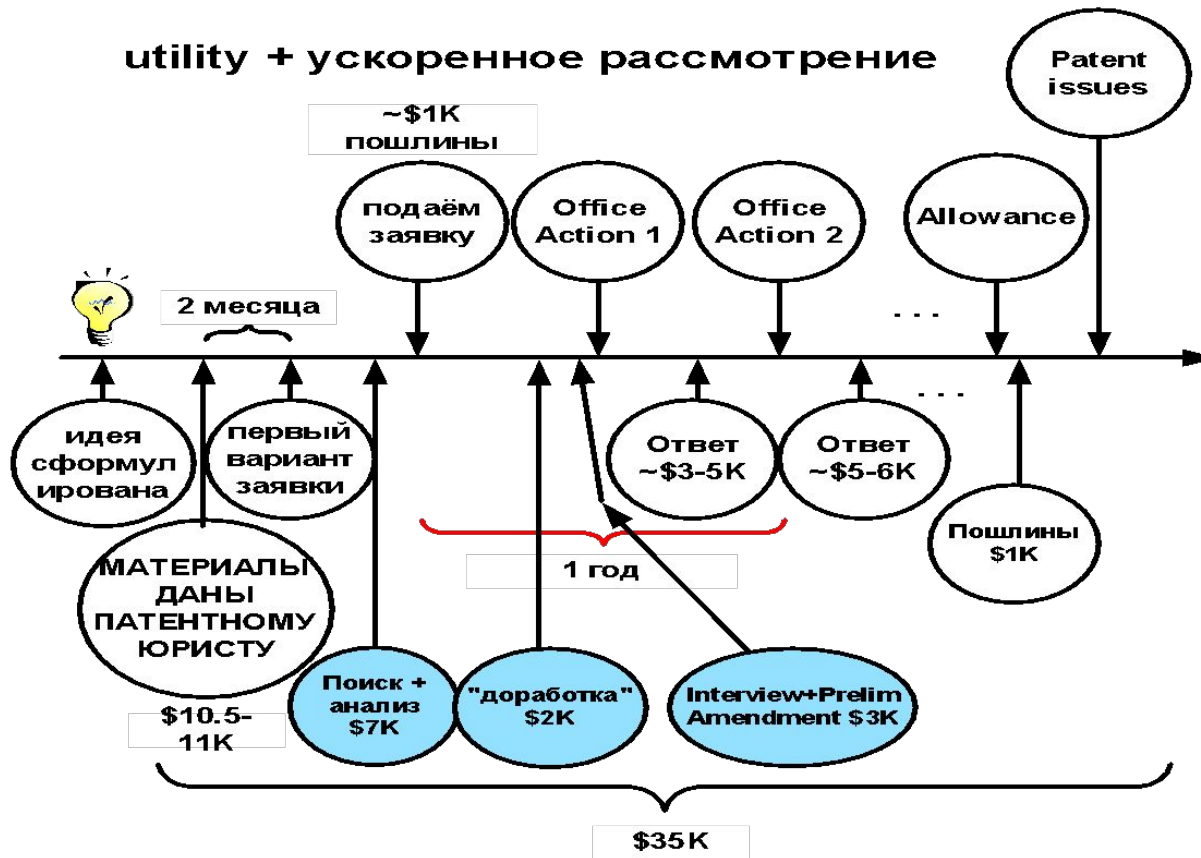 utility + ускоренное рассмотрение
Patent
issues
~$1K
пошлины
подаём
заявку
Office
Action 1
Office
Action 2
Allowance
2 месяца
. . .
идея
сформул
ирована
первый
вариант
заявки
Ответ
~$3-5K
Ответ
~$5-6K
. . .
Пошлины
$1K
1 год
МАТЕРИАЛЫ
ДАНЫ
ПАТЕНТНОМУ
ЮРИСТУ
$10.5-
11K
Поиск +
анализ
$7K
"доработка"
$2K
Interview+Prelim
Amendment $3K
$35K